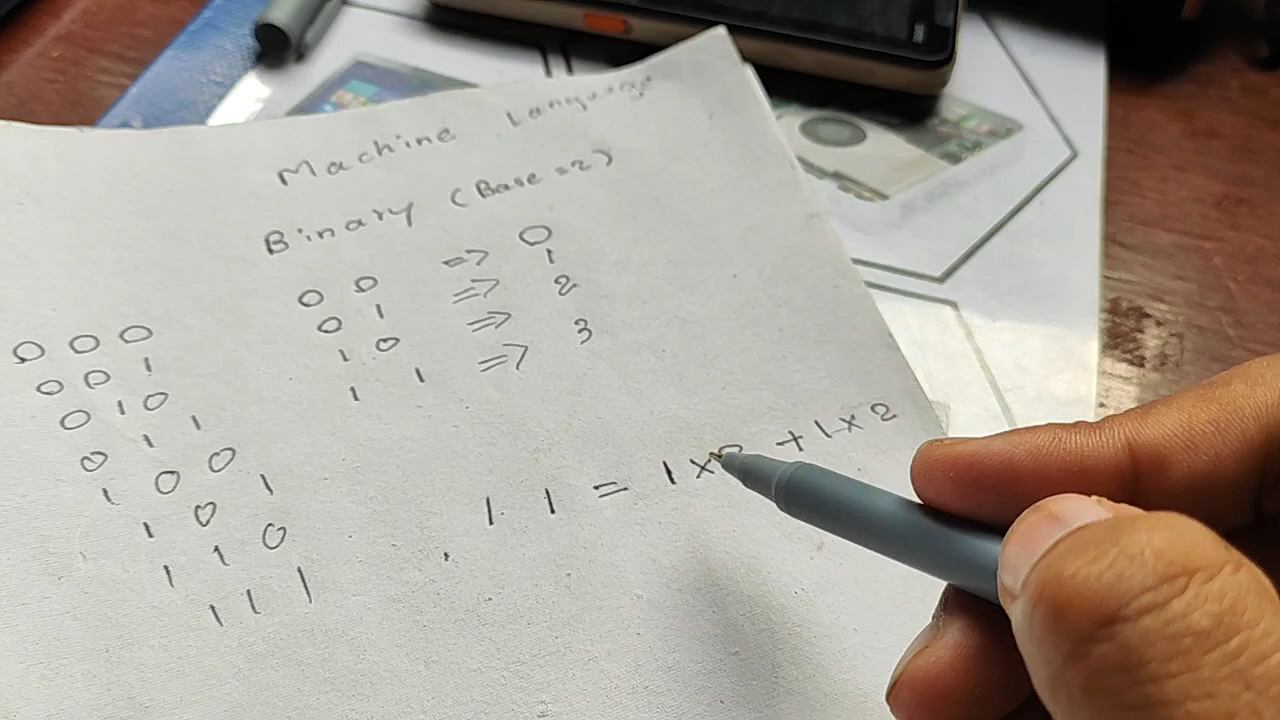 Machine Language
Binary (Base = 2)
0 0 => 0
0 1 => 1
1 0 => 2
1 1 => 3
0 0 0
0 0 1
0 1 0
0 1 1
1 0 0
1 0 1
1 1 0
1 1 1
1 1 = 1 x 2 + 1 x 2